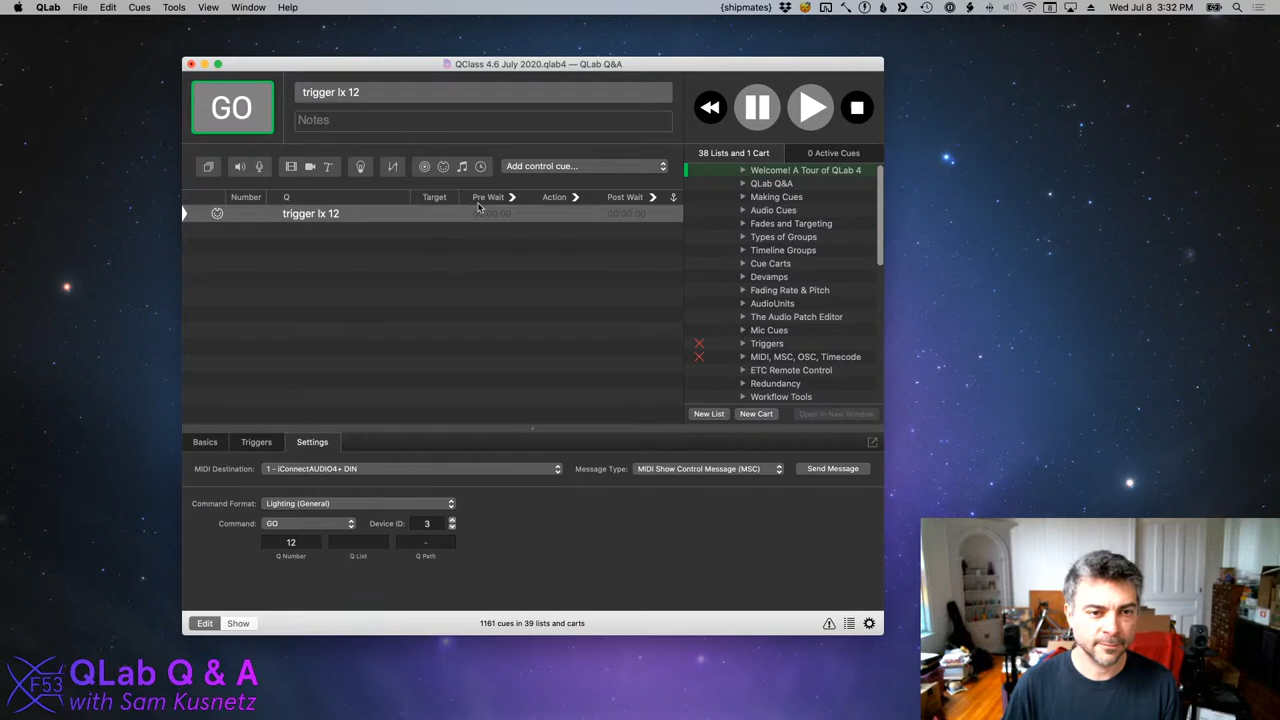 QLab File Edit Cues Tools View Window Help {shipmates} 8 Wed Jul 8 3:32 PM
QClass 4.6 July 2020.qlab4 — QLab Q&A
GO
trigger lx 12
Notes
Add control cue...
38 Lists and 1 Cart 0 Active Cues
Number Q Target Pre Wait Action Post Wait
trigger lx 12 00:00.00 00:00.00
Welcome! A Tour of QLab 4
QLab Q&A
Making Cues
Audio Cues
Fades and Targeting
Types of Groups
Timeline Groups
Cue Carts
Devamps
Fading Rate & Pitch
AudioUnits
The Audio Patch Editor
Mic Cues
Triggers
MIDI, MSC, OSC, Timecode
ETC Remote Control
Redundancy
Workflow Tools
New List New Cart Open in New Window
Basics Triggers Settings
MIDI Destination: 1 - iConnectAUDIO4+ DIN Message Type: MIDI Show Control Message (MSC) Send Message
Command Format: Lighting (General)
Command: GO Device ID: 3
12 -
Q Number Q List Q Path
Edit Show 1161 cues in 39 lists and carts
F53
QLab Q & A
with Sam Kusnetz